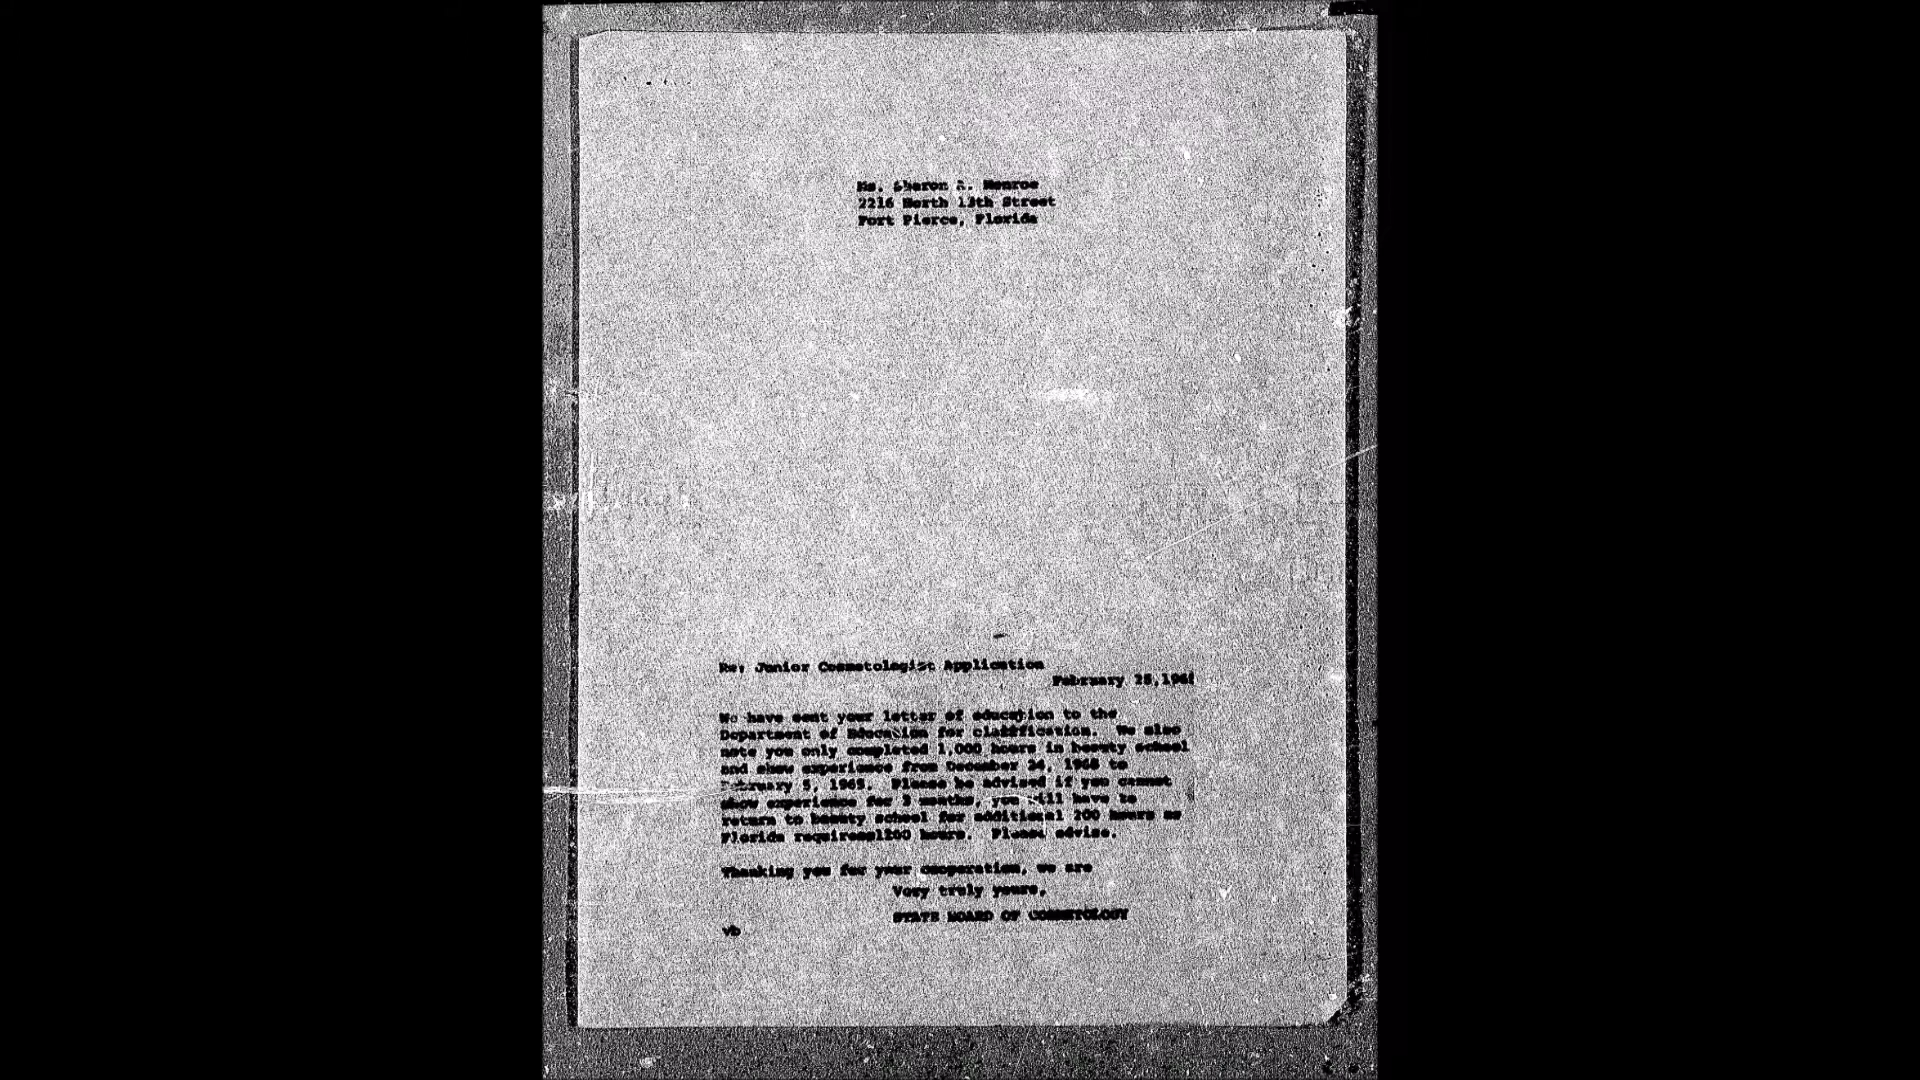 Ms. Sharon R. Monroe
2216 North 13th Street
Fort Pierce, Florida
Re: Junior Cosmetologist Application
February 25,196
We have sent your letter of education to the
Department of Education for clarification. We also
note you only completed 1,000 hours in beauty school
and show experience from December 24, 1968 to
February 5, 1969. Please be advised if you cannot
show experience for 3 months, you will have to
return to beauty school for additional 200 hours as
Florida requires1200 hours. Please advise.
Thanking you for your cooperation, we are
Very truly yours,
STATE BOARD OF COSMETOLOGY
vb